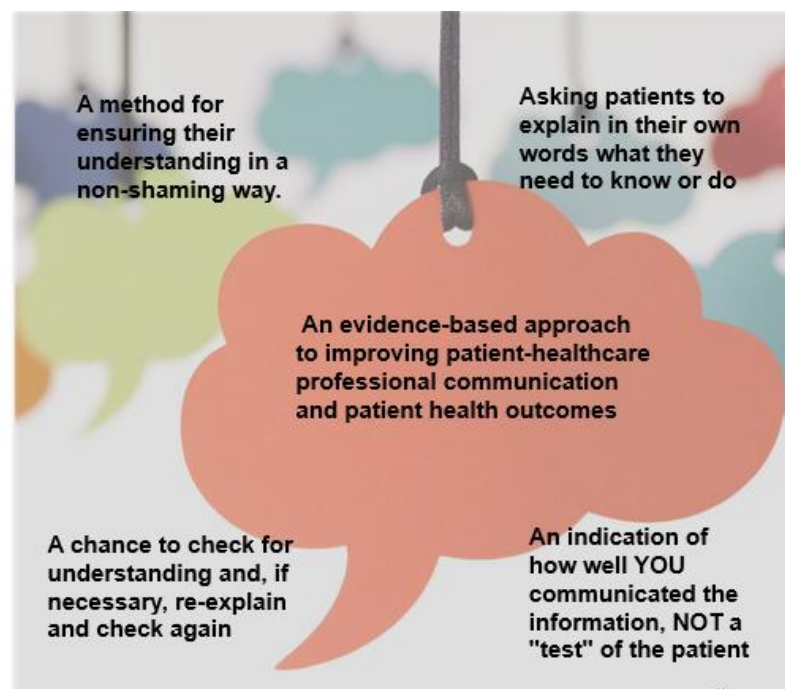 A method for
ensuring their
understanding in a
non-shaming way.
Asking patients to
explain in their own
words what they
need to know or do
An evidence-based approach
to improving patient-healthcare
professional communication
and patient health outcomes
A chance to check for
understanding and, if
necessary, re-explain
and check again
An indication of
how well YOU
communicated the
information, NOT a
"test" of the patient